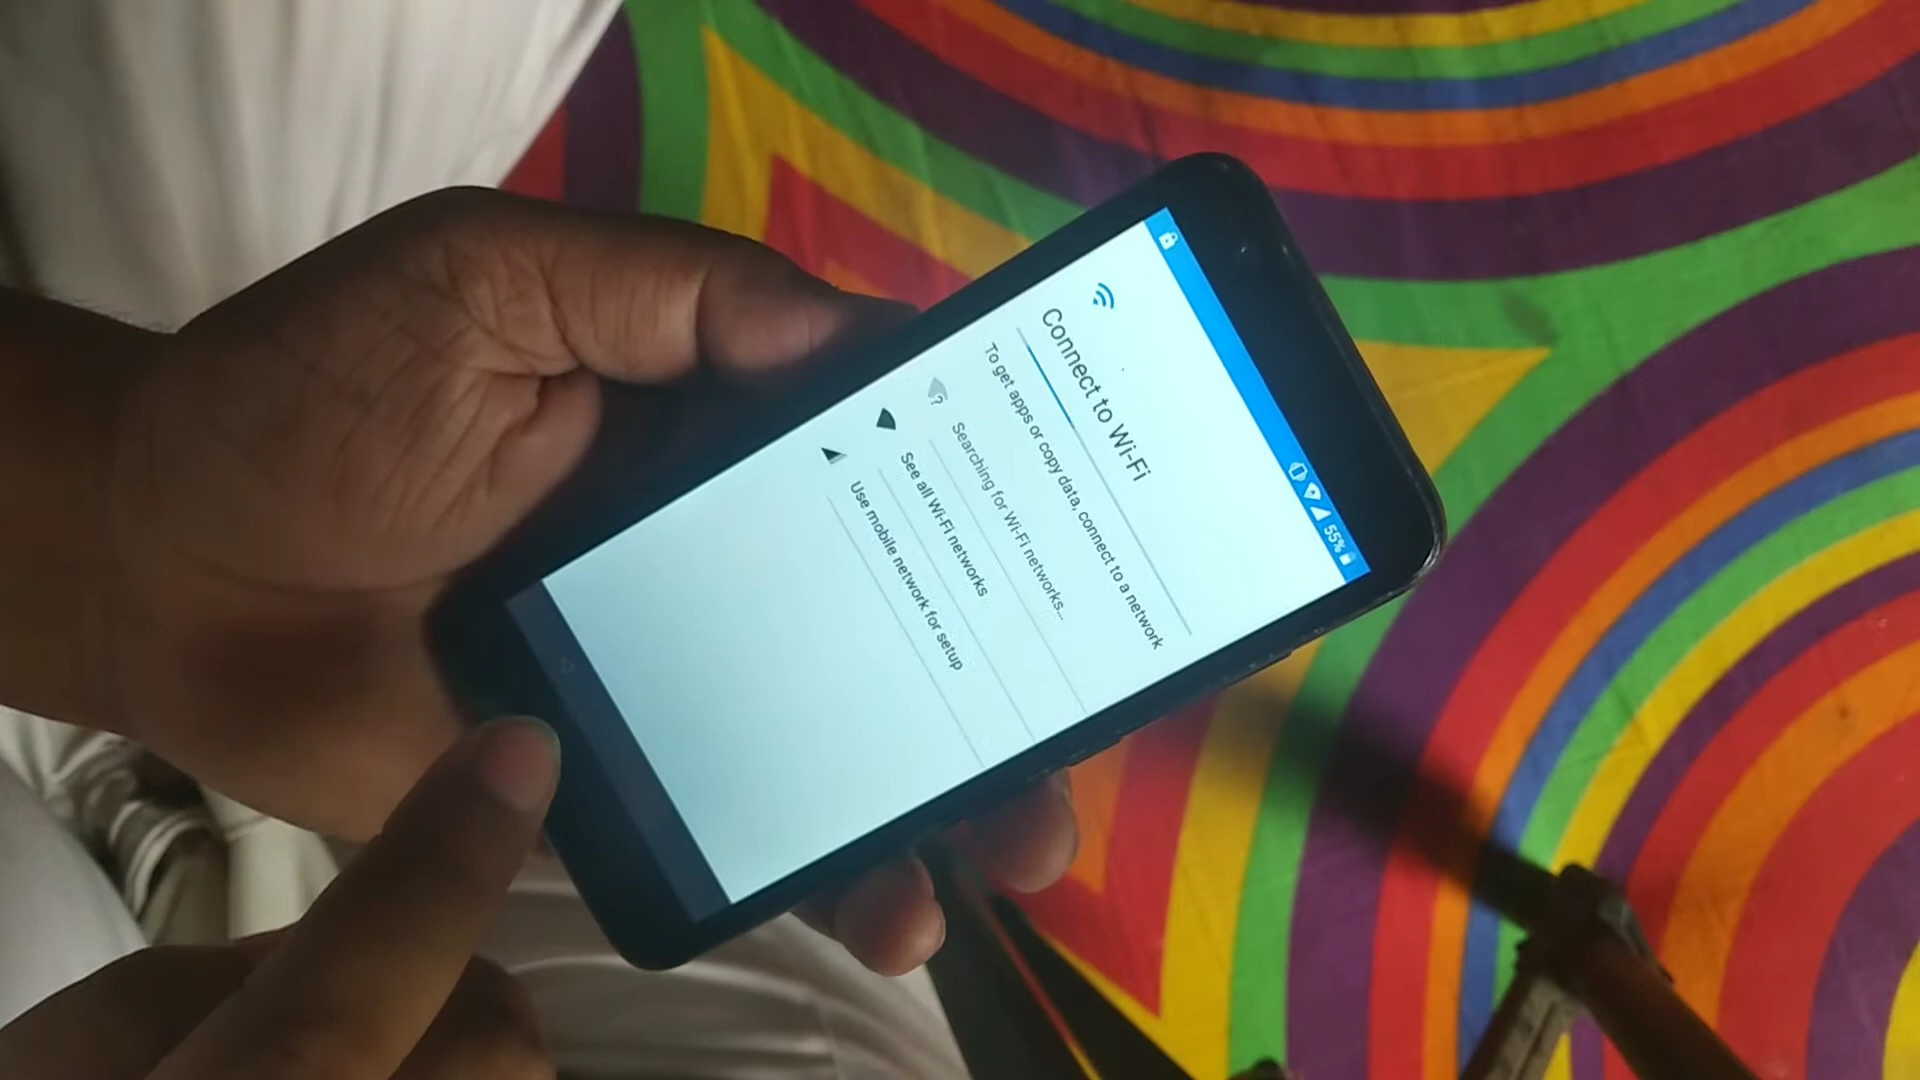 55%
Connect to Wi-Fi
To get apps or copy data, connect to a network
Searching for Wi-Fi networks...
See all Wi-Fi networks
Use mobile network for setup